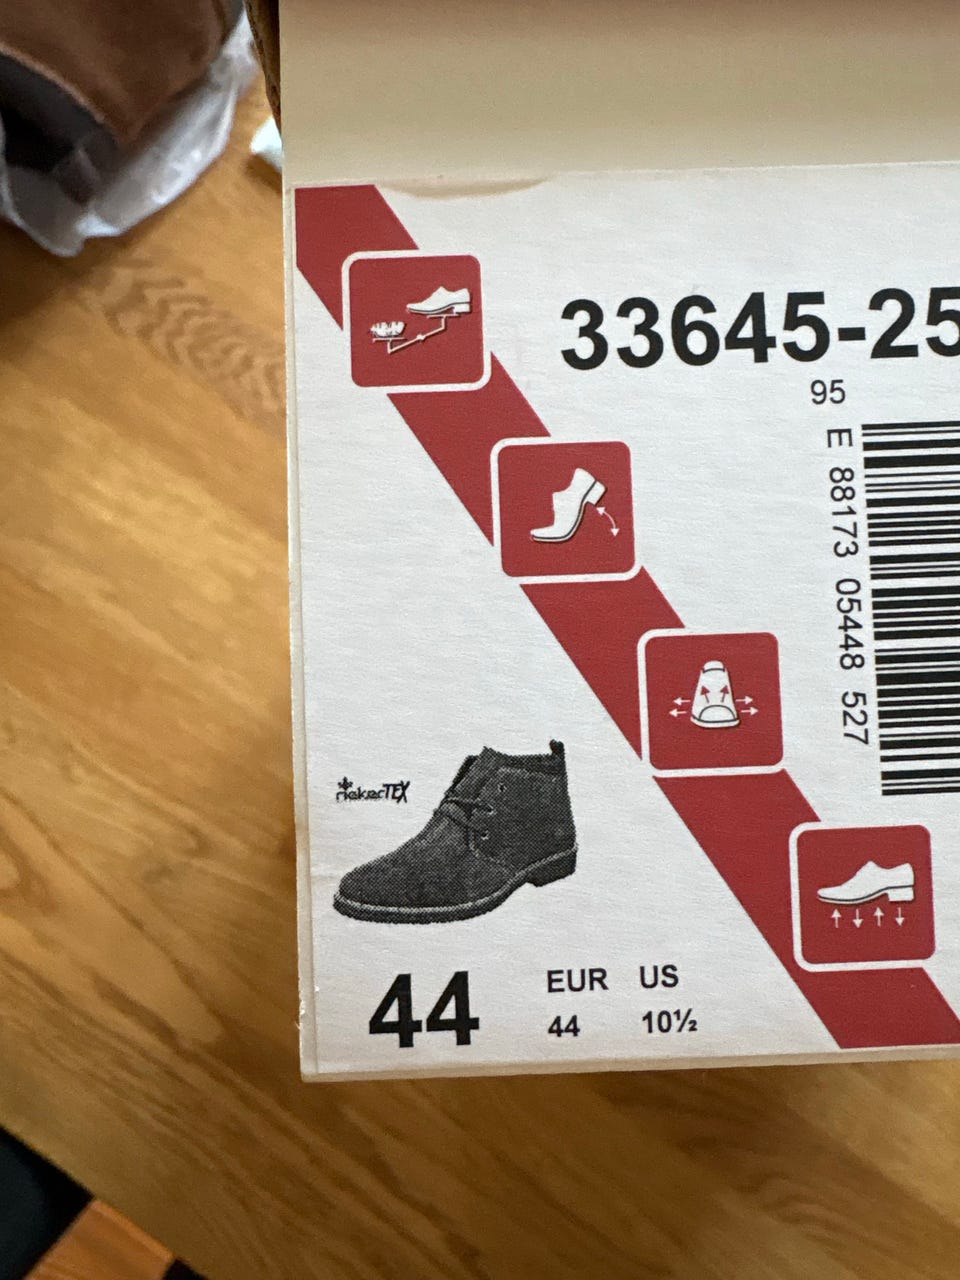 33645-25
95
E 88173 05448 527
riekerTEX
44
EUR US
44 10½